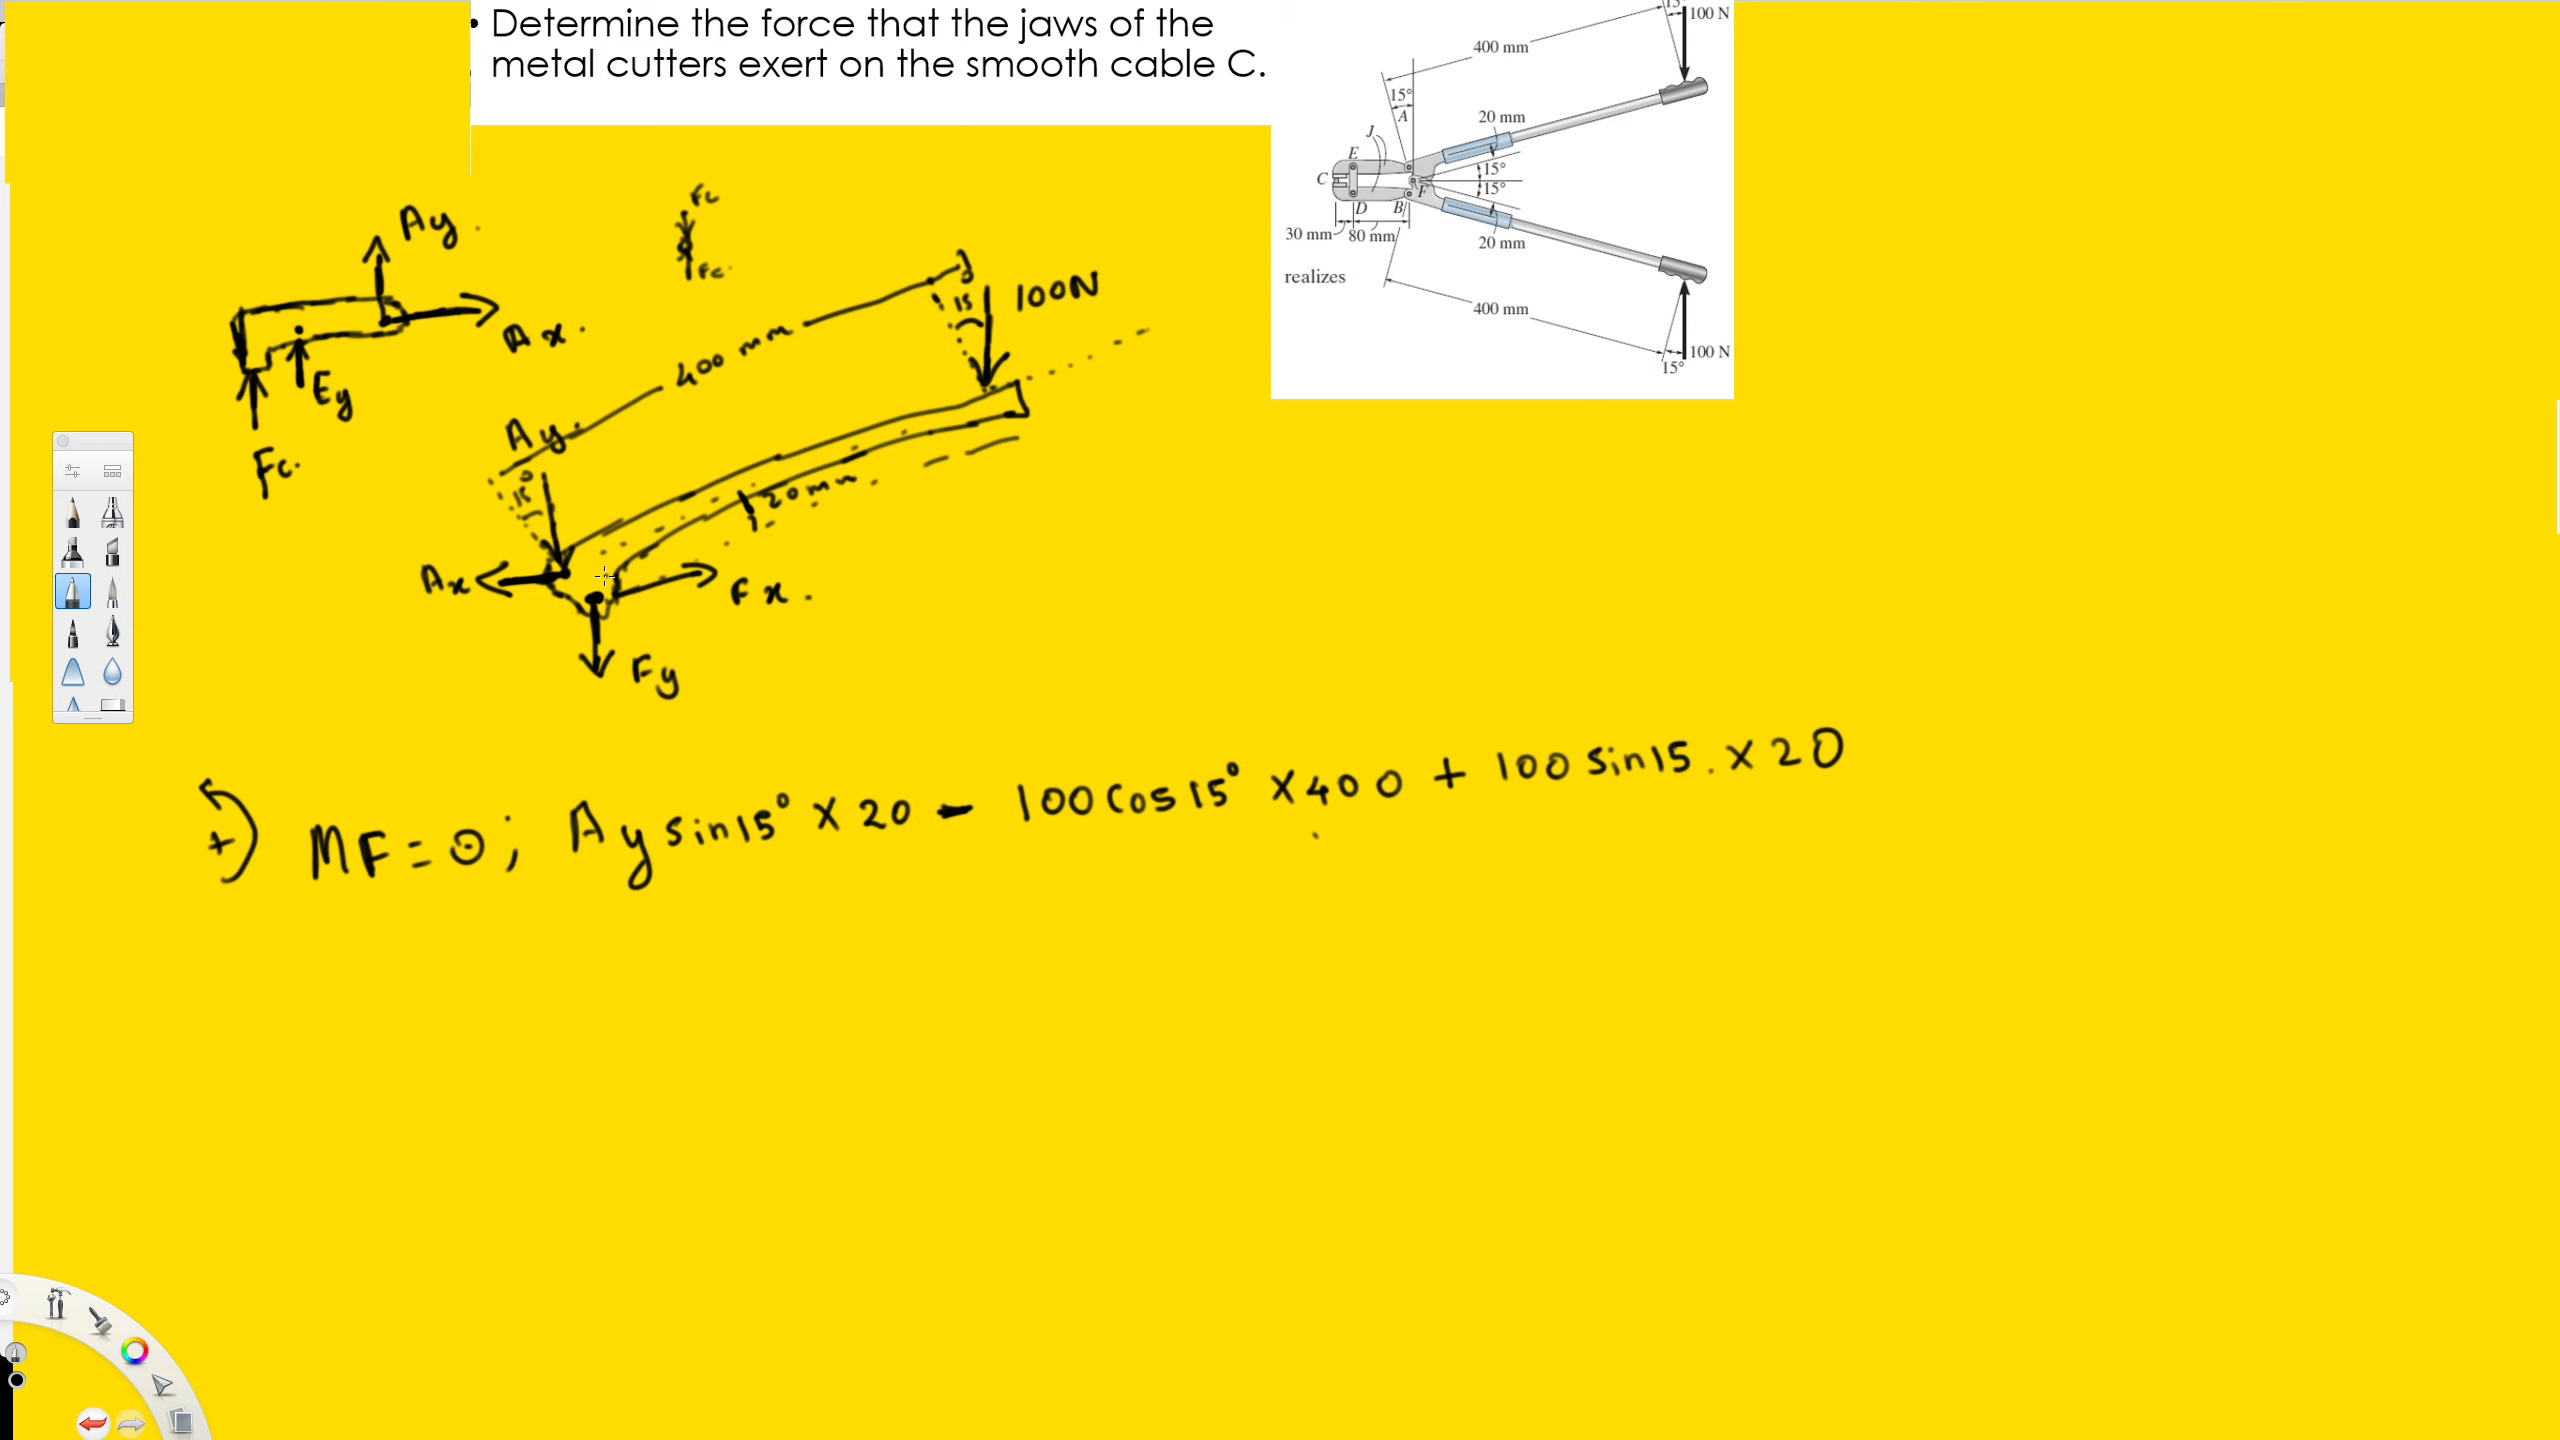 • Determine the force that the jaws of the
metal cutters exert on the smooth cable C.
15°
100 N
400 mm
15°
A
20 mm
J
E
15°
C
F
15°
D
B
30 mm
80 mm
20 mm
realizes
400 mm
100 N
15°
Fc
Fc.
Ay.
Ax.
Ey
Fc.
15
100N
400 mm
Ay.
15°
20mm.
Ax
Fx.
Fy
+ MF = 0; Ay sin15° × 20 - 100 Cos 15° × 400 + 100 sin15. × 20